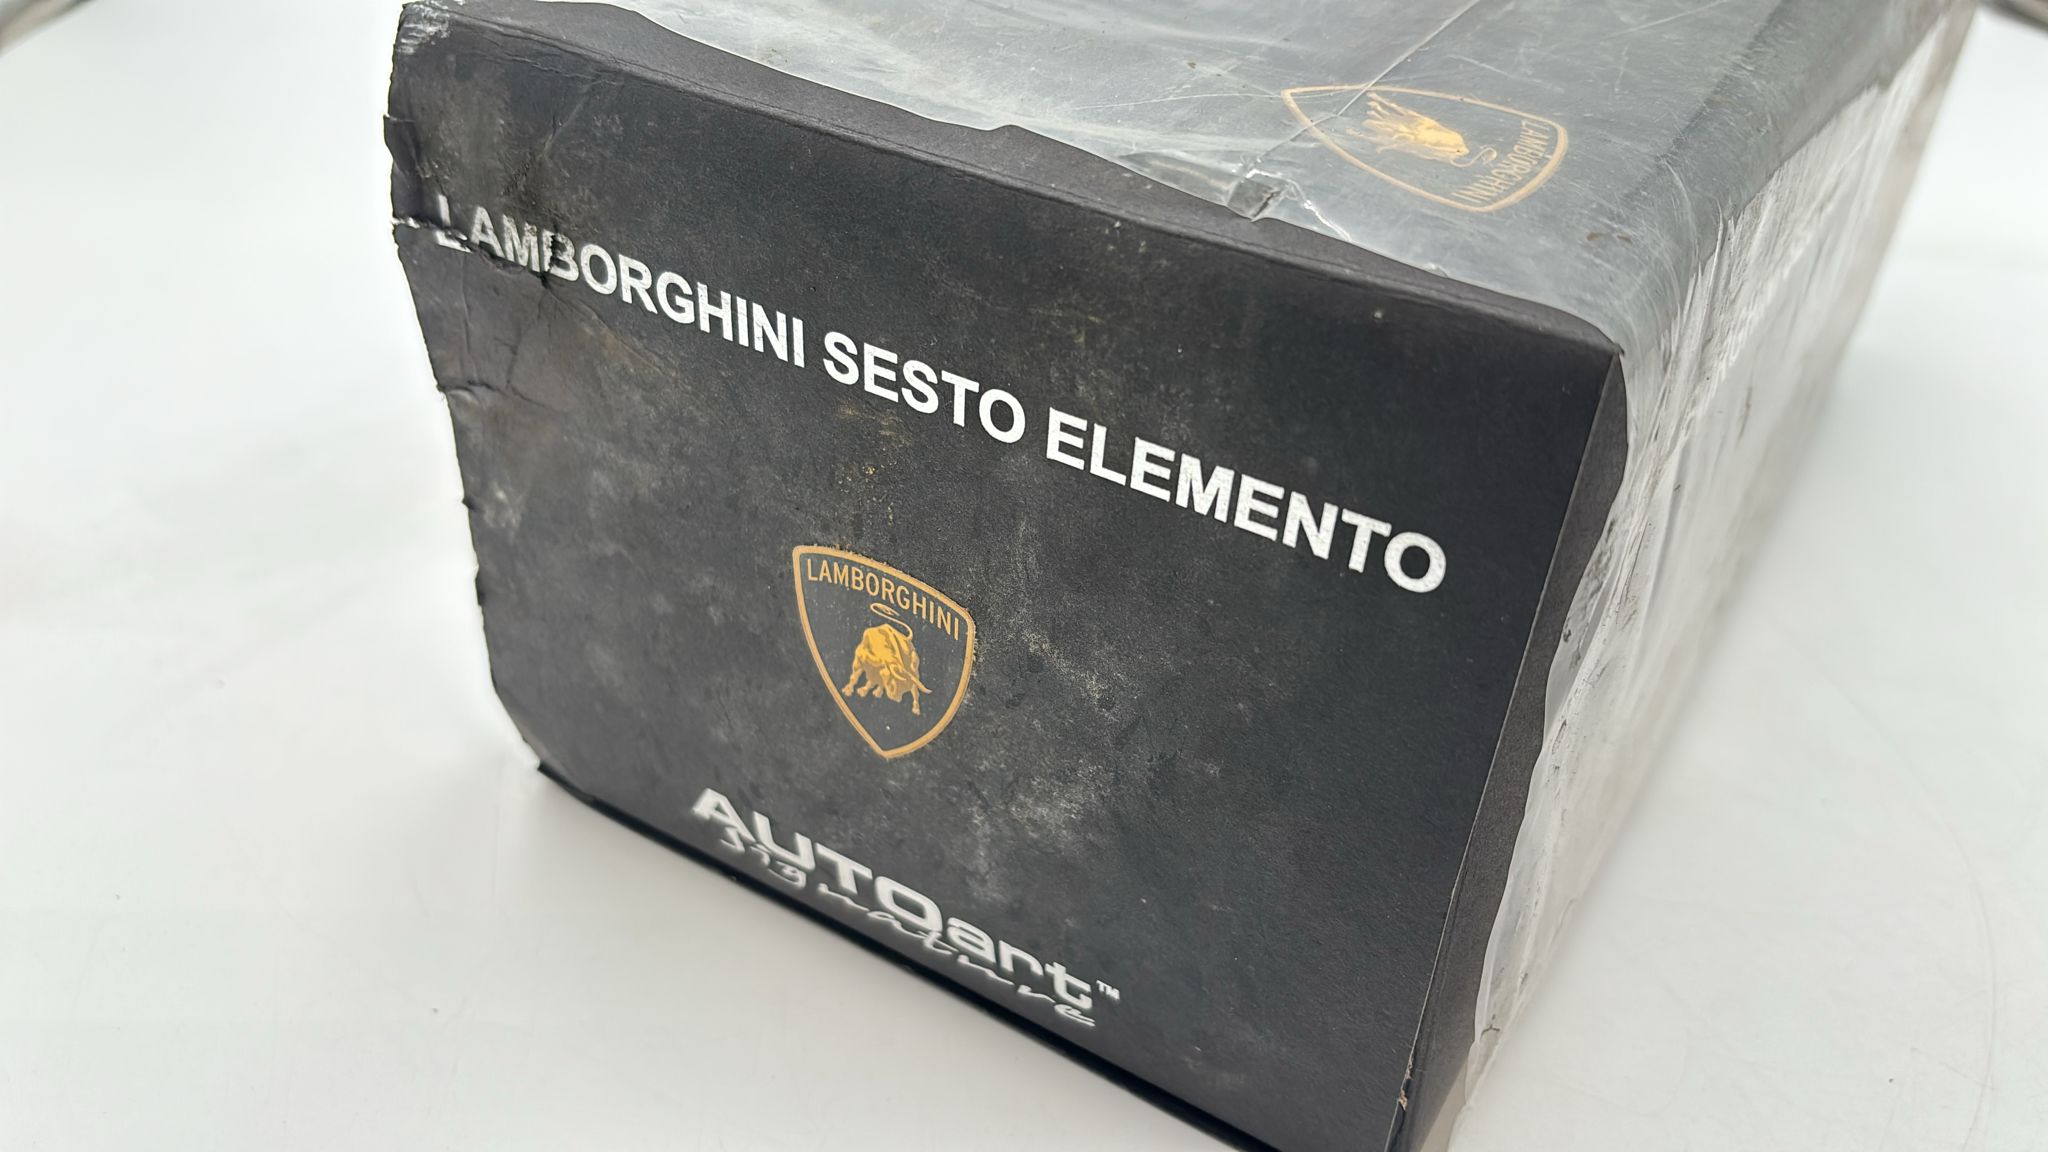 LAMBORGHINI
LAMBORGHINI SESTO ELEMENTO
LAMBORGHINI
AUTOart™
Signature